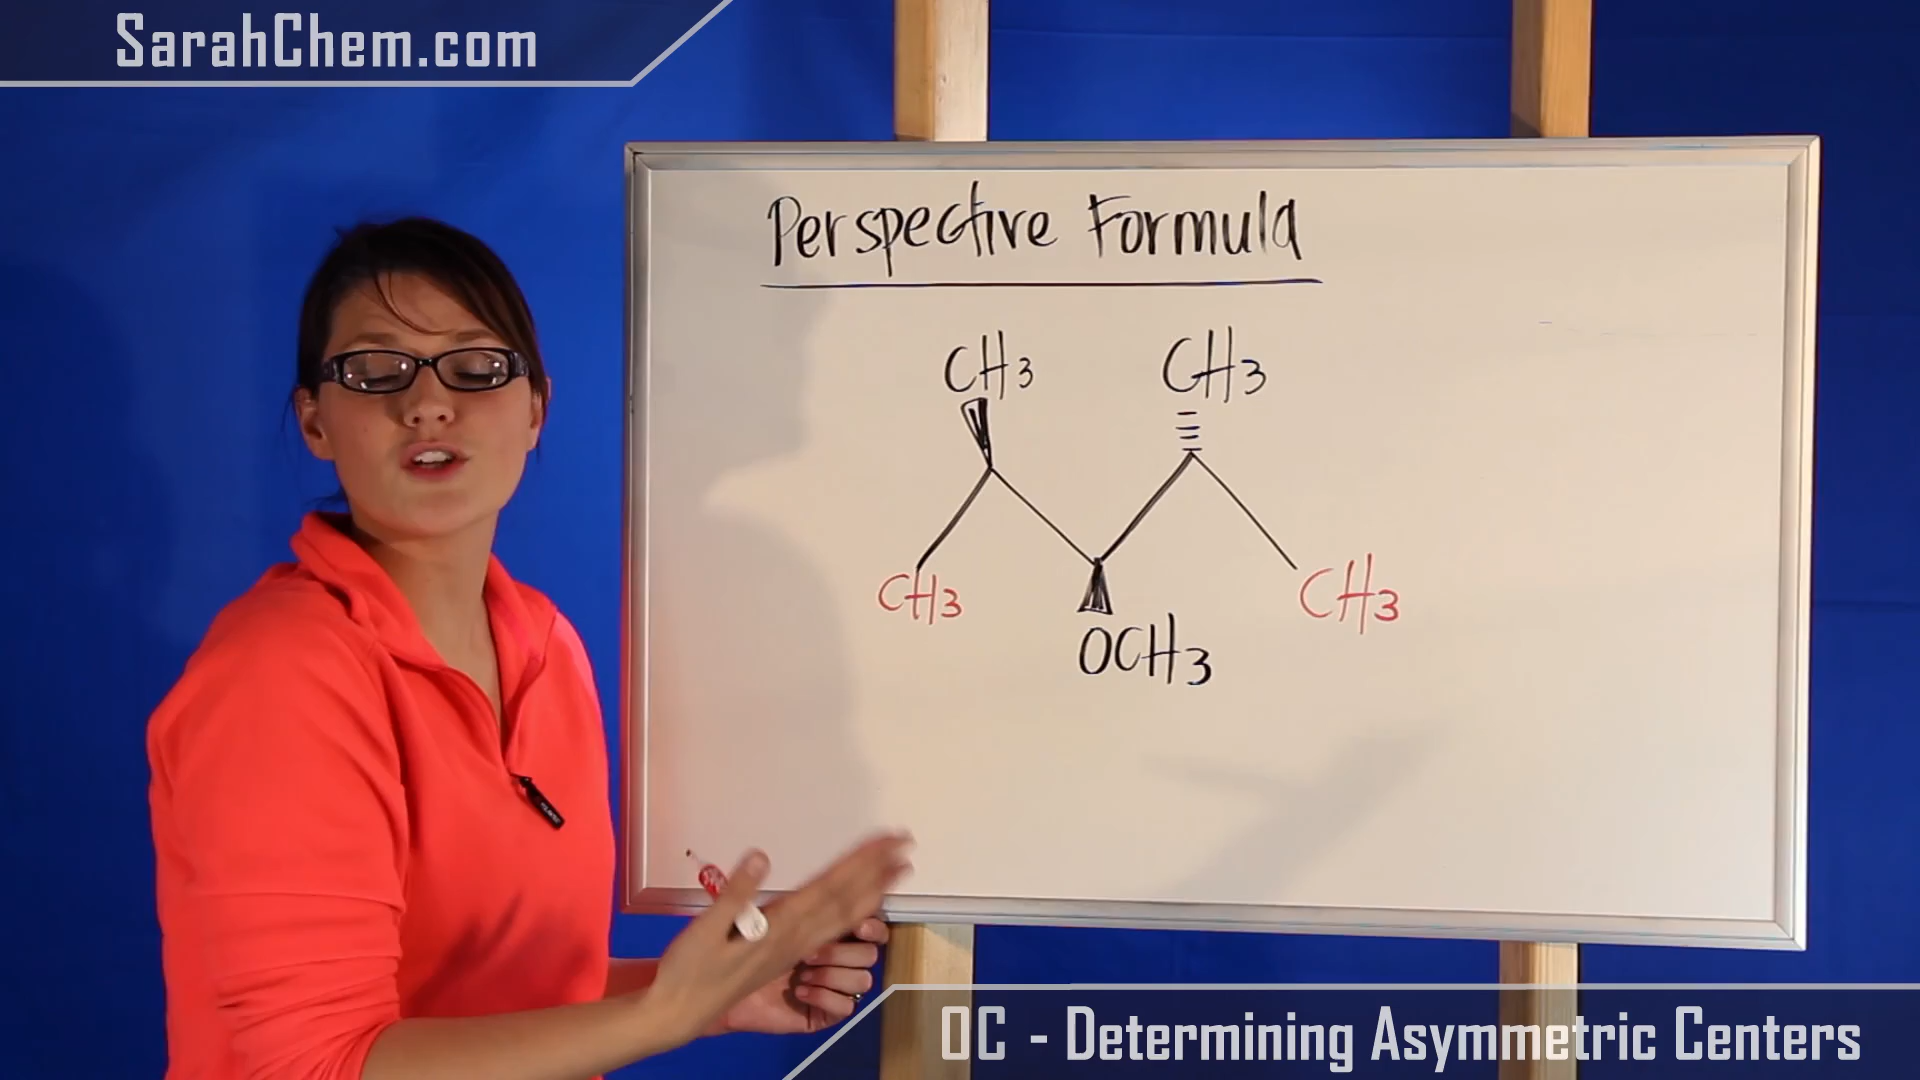 SarahChem.com
Perspective Formula
CH3 CH3
CH3 CH3
OCH3
OC - Determining Asymmetric Centers